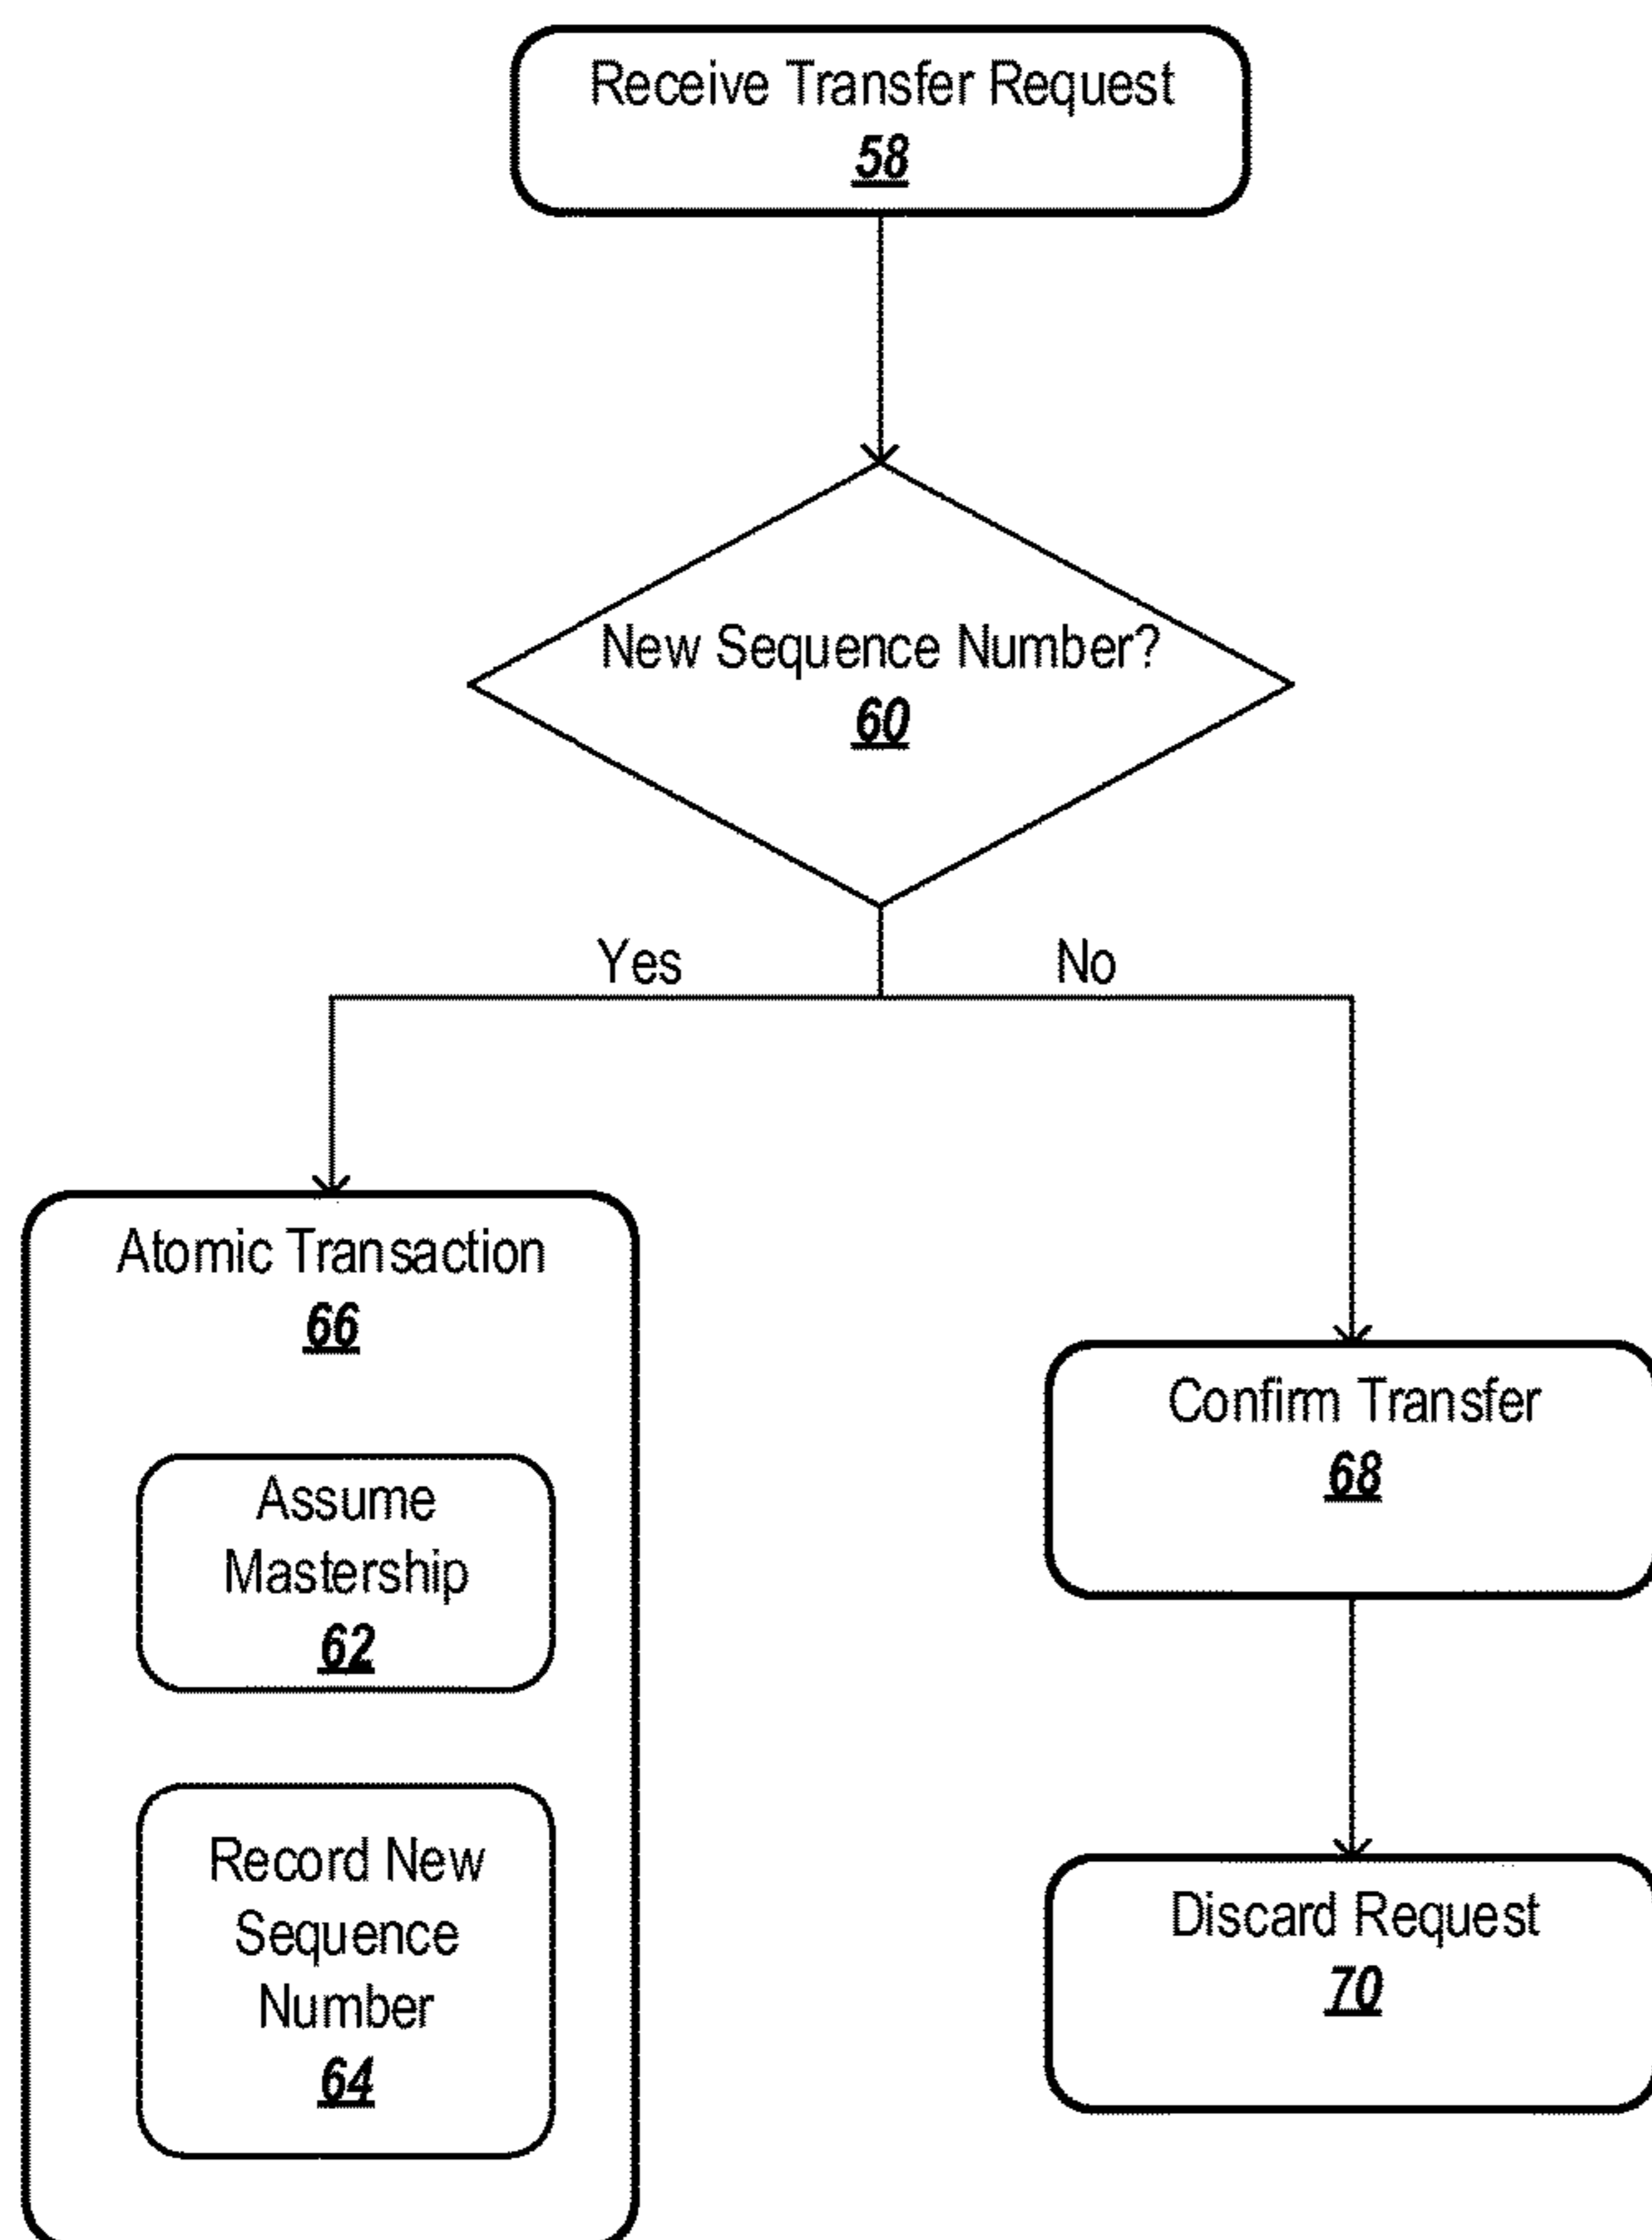 Receive Transfer Request
58
New Sequence Number?
60
Yes
No
Atomic Transaction
66
Assume
Mastership
62
Record New
Sequence
Number
64
Confirm Transfer
68
Discard Request
70